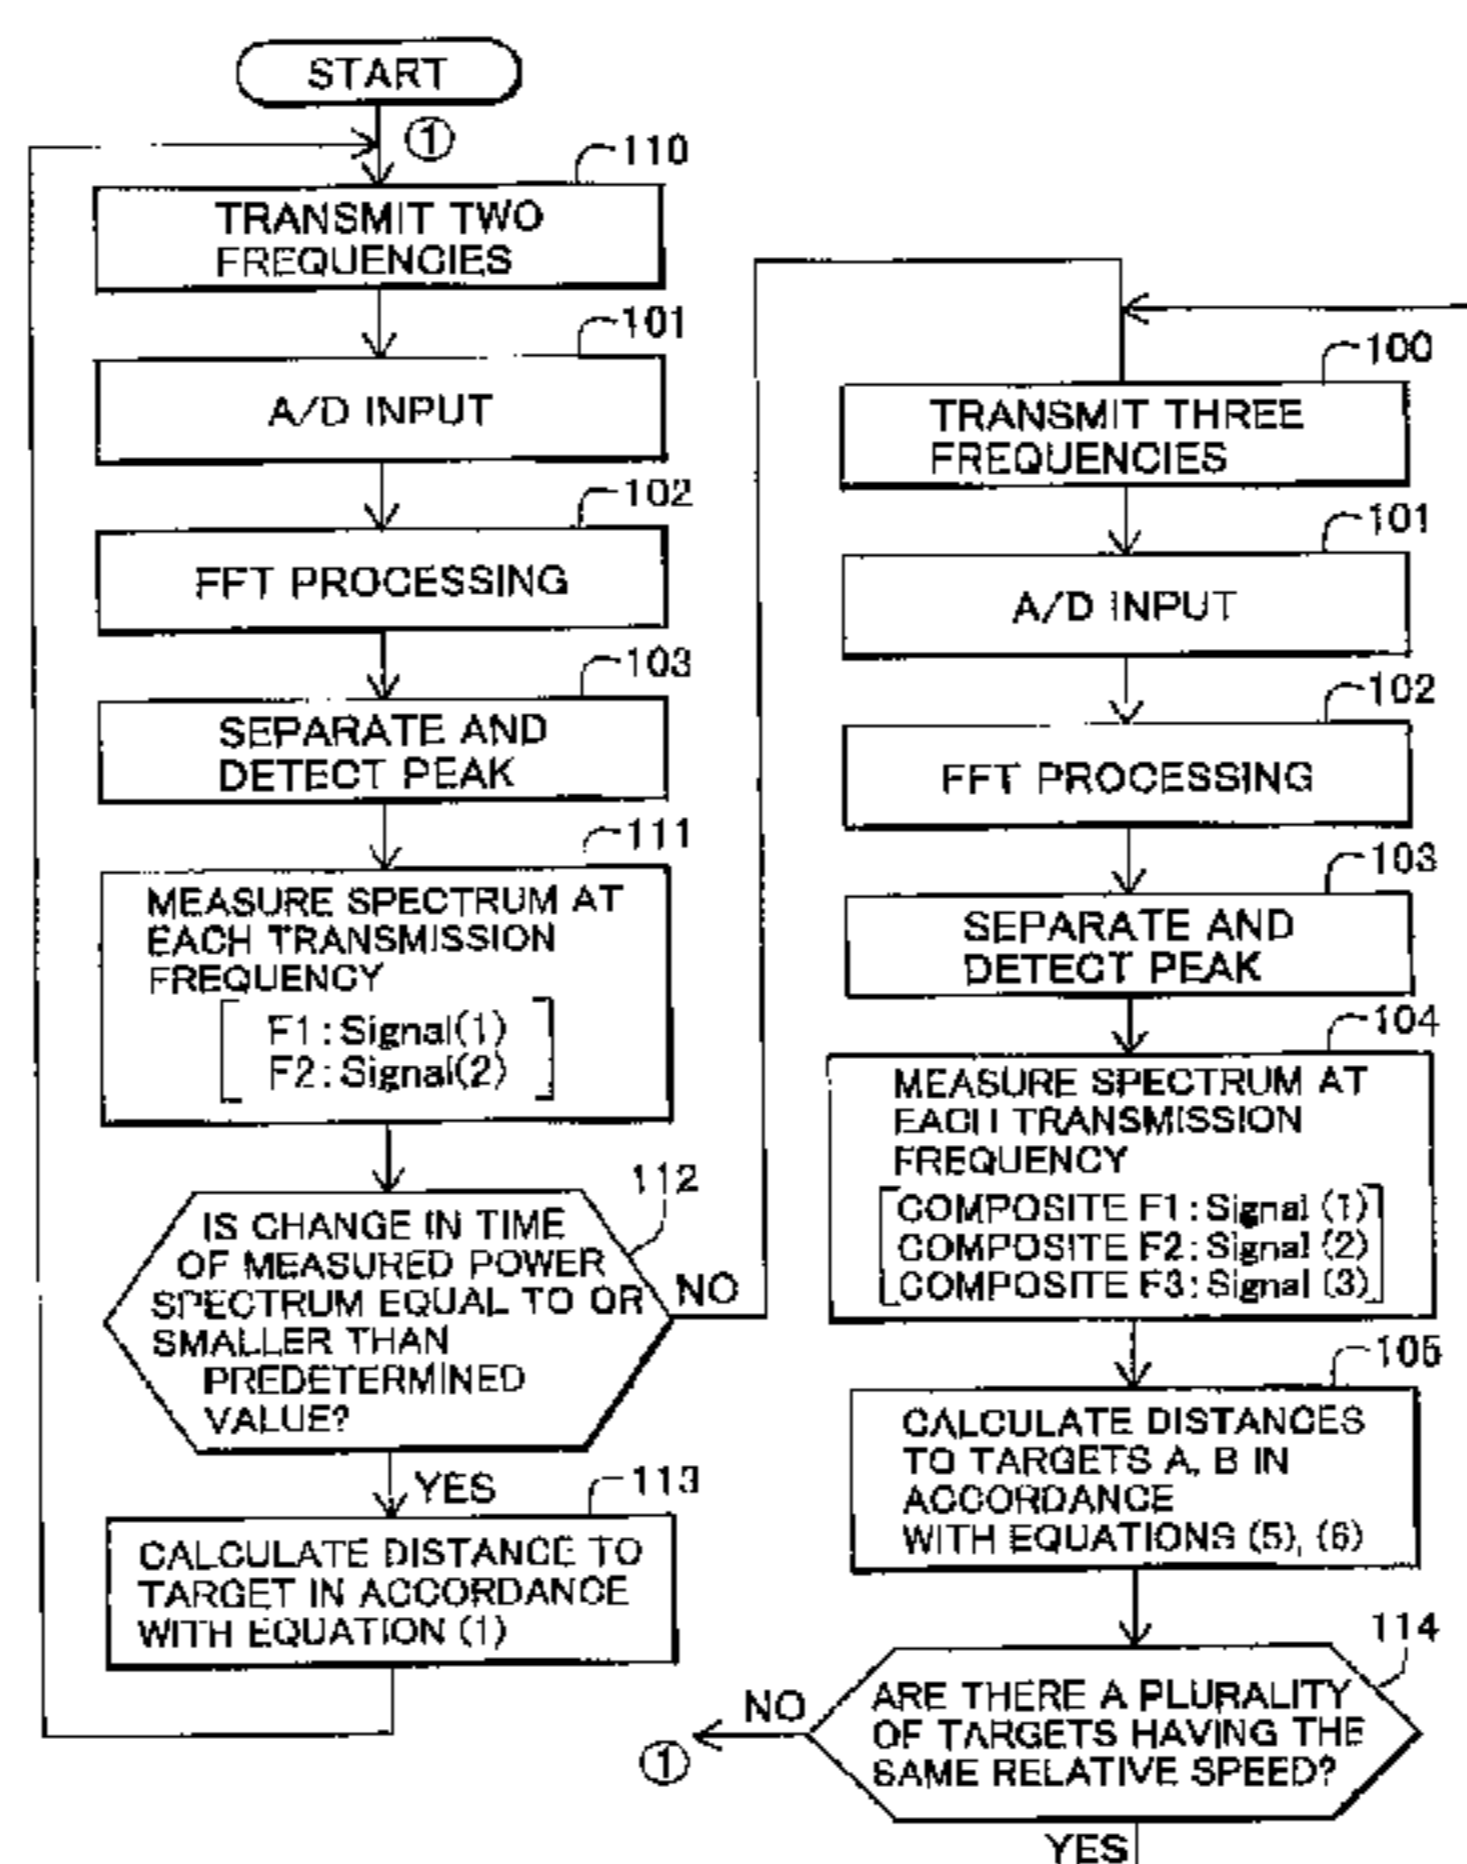 START
①
110
TRANSMIT TWO
FREQUENCIES
101
A/D INPUT
102
FFT PROCESSING
103
SEPARATE AND
DETECT PEAK
111
MEASURE SPECTRUM AT
EACH TRANSMISSION
FREQUENCY
F1:Signal(1)
F2:Signal(2)
112
IS CHANGE IN TIME
OF MEASURED POWER
SPECTRUM EQUAL TO OR
SMALLER THAN
PREDETERMINED
VALUE?
NO
YES
113
CALCULATE DISTANCE TO
TARGET IN ACCORDANCE
WITH EQUATION (1)
100
TRANSMIT THREE
FREQUENCIES
101
A/D INPUT
102
FFT PROCESSING
103
SEPARATE AND
DETECT PEAK
104
MEASURE SPECTRUM AT
EACH TRANSMISSION
FREQUENCY
COMPOSITE F1:Signal (1)
COMPOSITE F2:Signal (2)
COMPOSITE F3:Signal (3)
105
CALCULATE DISTANCES
TO TARGETS A, B IN
ACCORDANCE
WITH EQUATIONS (5), (6)
114
ARE THERE A PLURALITY
OF TARGETS HAVING THE
SAME RELATIVE SPEED?
NO
①
YES